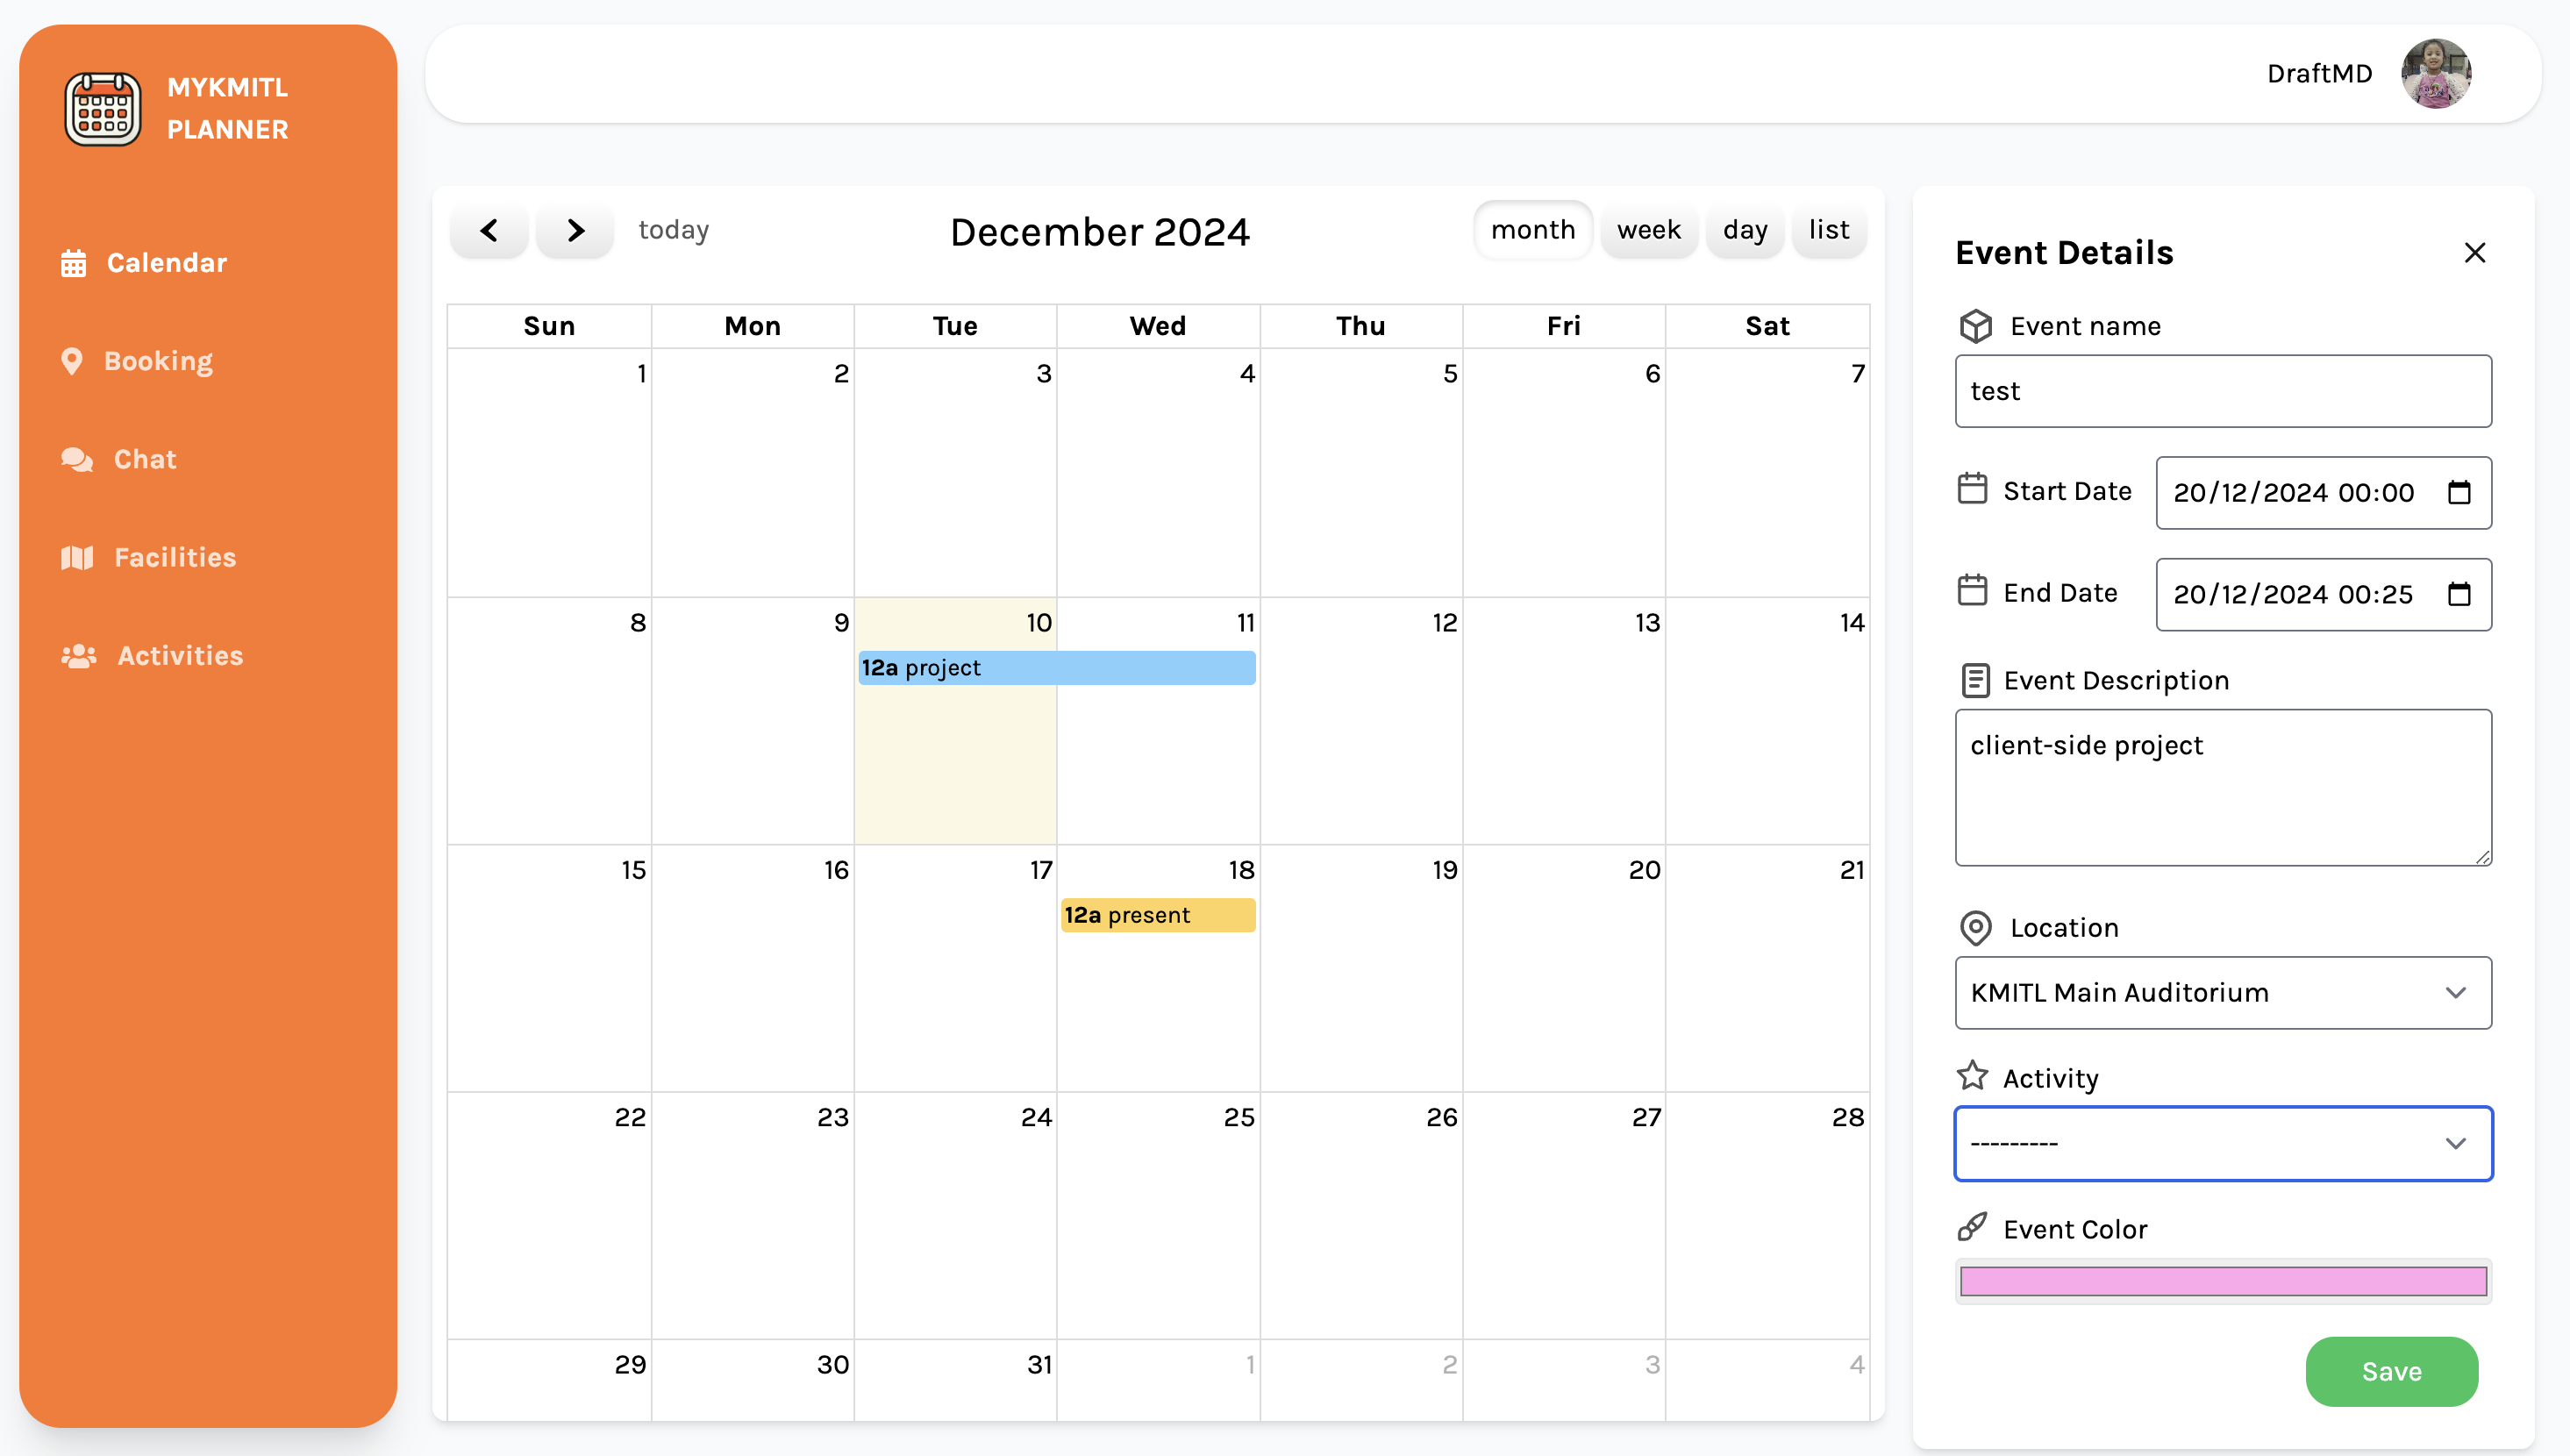 MYKMITL
PLANNER
Calendar
Booking
Chat
Facilities
Activities
DraftMD
today
December 2024
month week day list
Sun Mon Tue Wed Thu Fri Sat
1 2 3 4 5 6 7
8 9 10 11 12 13 14
12a project
15 16 17 18 19 20 21
12a present
22 23 24 25 26 27 28
29 30 31 1 2 3 4
Event Details
Event name
test
Start Date 20/12/2024 00:00
End Date 20/12/2024 00:25
Event Description
client-side project
Location
KMITL Main Auditorium
Activity
---------
Event Color
Save